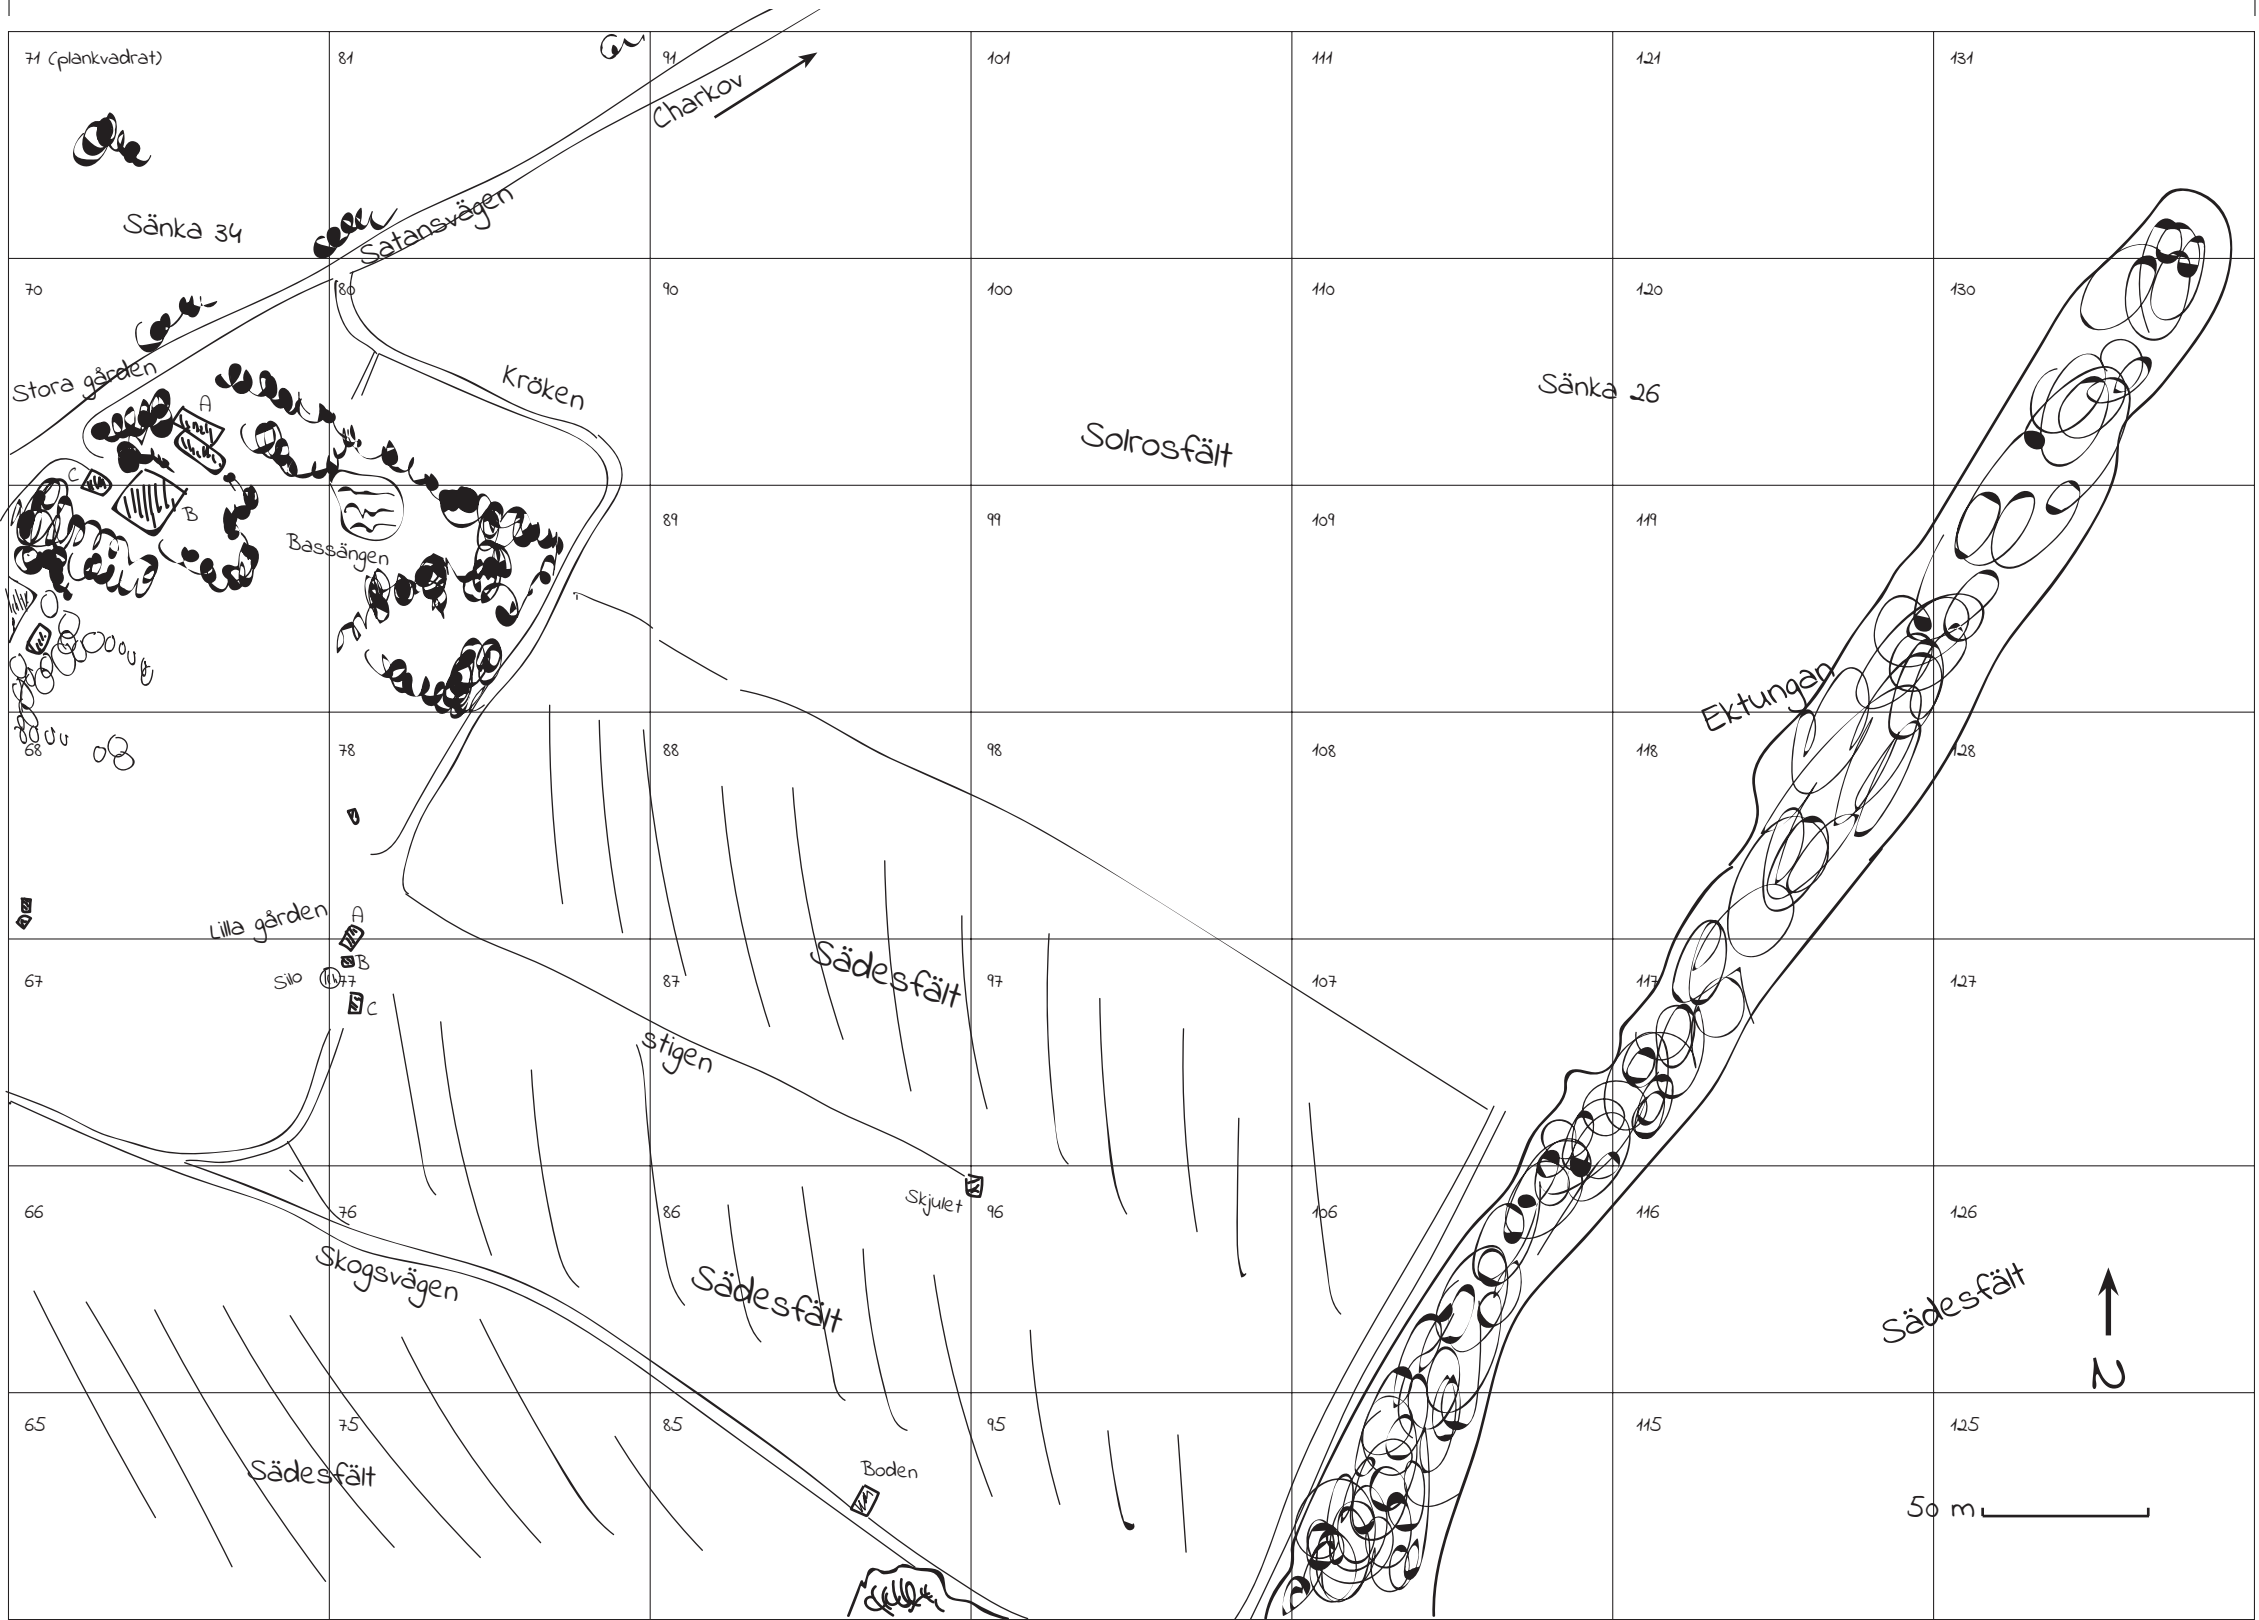 71 (plankvadrat)
81
91
101
111
121
131
Charkov
Sänka 34
Satansvägen
70
80
90
100
110
120
130
Stora gården
A
Kröken
Sänka 26
Solrosfält
C
B
Bassängen
89
99
109
119
Ektungan
68
78
88
98
108
118
128
Lilla gården
A
B
Silo
C
67
77
87
97
107
117
127
Sädesfält
stigen
Skjulet
66
76
86
96
106
116
126
Skogsvägen
Sädesfält
Sädesfält
N
65
75
85
95
115
125
Sädesfält
Boden
50 m